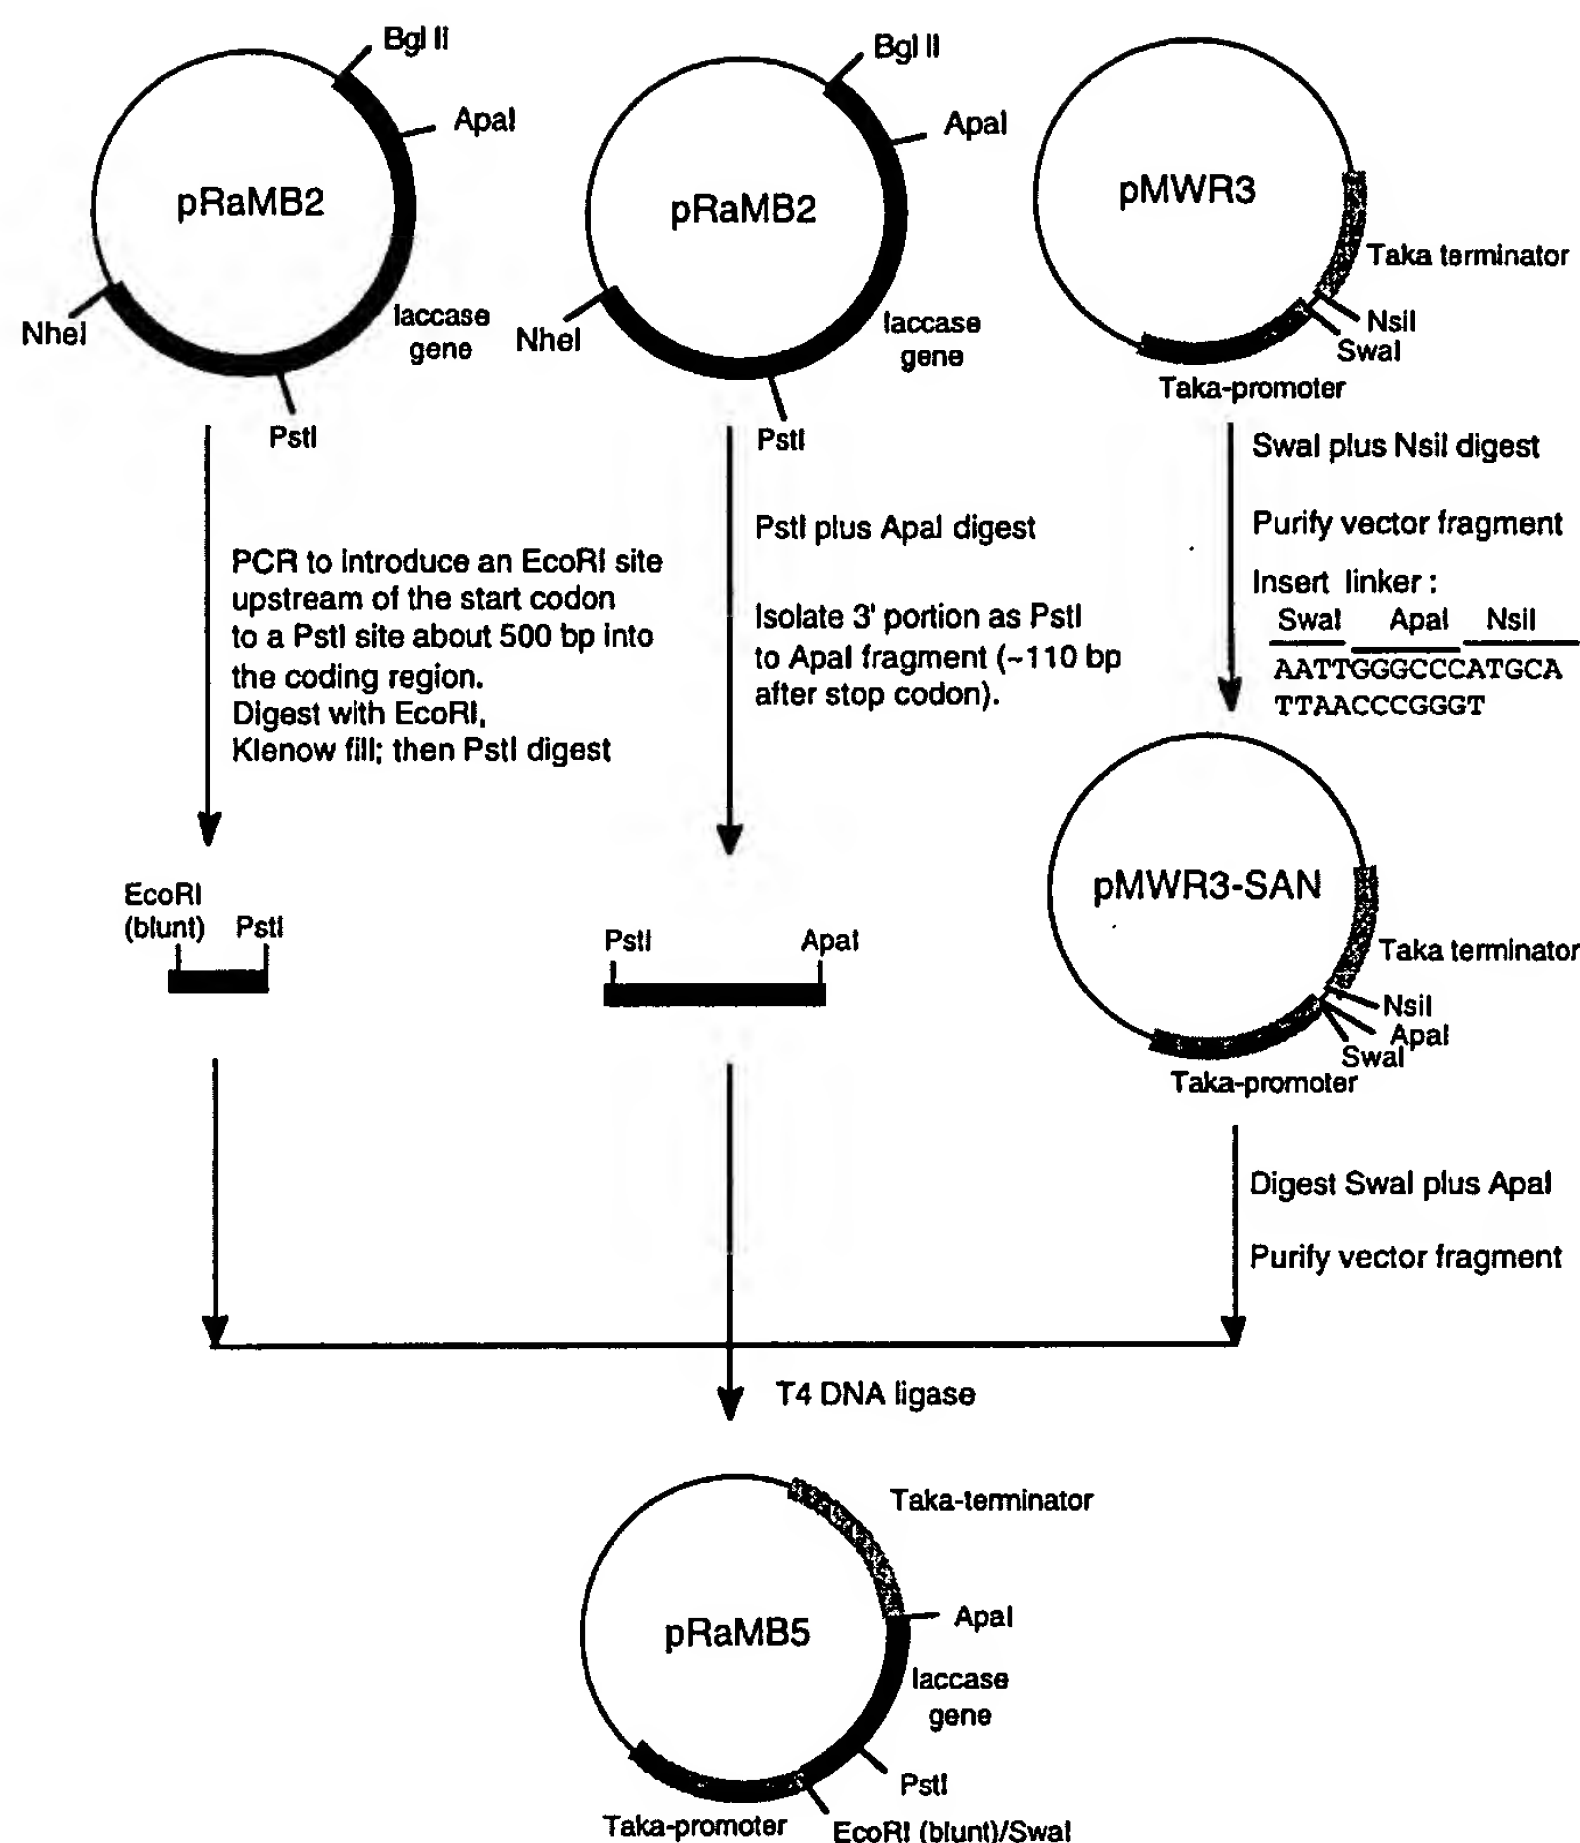 Bgl II
ApaI
pRaMB2
laccase
gene
NheI
PstI
Bgl II
ApaI
pRaMB2
laccase
gene
NheI
PstI
pMWR3
Taka terminator
NsiI
SwaI
Taka-promoter
PCR to introduce an EcoRI site
upstream of the start codon
to a PstI site about 500 bp into
the coding region.
Digest with EcoRI,
Klenow fill; then PstI digest
PstI plus ApaI digest
Isolate 3' portion as PstI
to ApaI fragment (~110 bp
after stop codon).
SwaI plus NsiI digest
Purify vector fragment
Insert linker :
SwaI ApaI NsiI
AATTGGGCCCATGCA
TTAACCCGGGT
EcoRI
(blunt) PstI
PstI ApaI
pMWR3-SAN
Taka terminator
NsiI
ApaI
SwaI
Taka-promoter
Digest SwaI plus ApaI
Purify vector fragment
T4 DNA ligase
Taka-terminator
ApaI
pRaMB5
laccase
gene
PstI
Taka-promoter
EcoRI (blunt)/SwaI